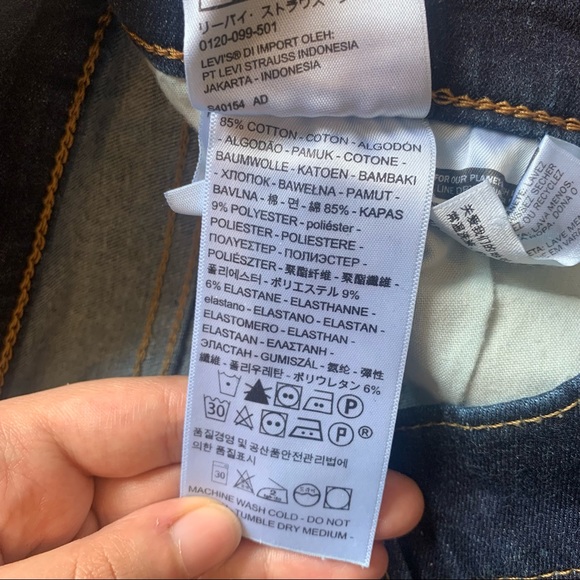 リーバイ・ストラウス
0120-099-501
LEVI'S® DI IMPORT OLEH:
PT LEVI STRAUSS INDONESIA
JAKARTA - INDONESIA
S40154 AD
85% COTTON - COTON - ALGODÓN
- ALGODÃO - PAMUK - COTONE -
BAUMWOLLE - KATOEN - BAMBAKI
- ХЛОПОК - BAWEŁNA - PAMUT -
BAVLNA - 棉 - 면 - 綿 85% - KAPAS
9% POLYESTER - poliéster -
POLIESTER - POLIESTERE -
ΠΟΛΥΕΣΤΕΡ - ПОЛИЭСТЕР -
POLIÉSZTER - 聚酯纤维 - 聚酯纖維 -
폴리에스터 - ポリエステル 9%
6% ELASTANE - ELASTHANNE -
elastano - ELASTANO - ELASTAN -
ELASTOMERO - ELASTHAN -
ELASTAAN - ΕΛΑΣΤΑΝΗ -
ЭЛАСТАН - GUMISZÁL - 氨纶 - 彈性
纖維 - 폴리우레탄 - ポリウレタン 6%
P
30 P ®
품질경영 및 공산품안전관리법에
의한 품질표시
30
MACHINE WASH COLD - DO NOT
TUMBLE DRY MEDIUM -
FOR OUR PLANET